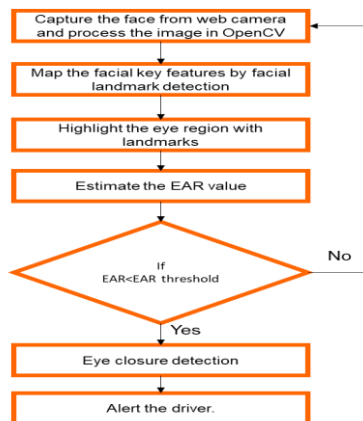 Capture the face from web camera
and process the image in OpenCV
Map the facial key features by facial
landmark detection
Highlight the eye region with
landmarks
Estimate the EAR value
If
EAR<EAR threshold
No
Yes
Eye closure detection
Alert the driver.